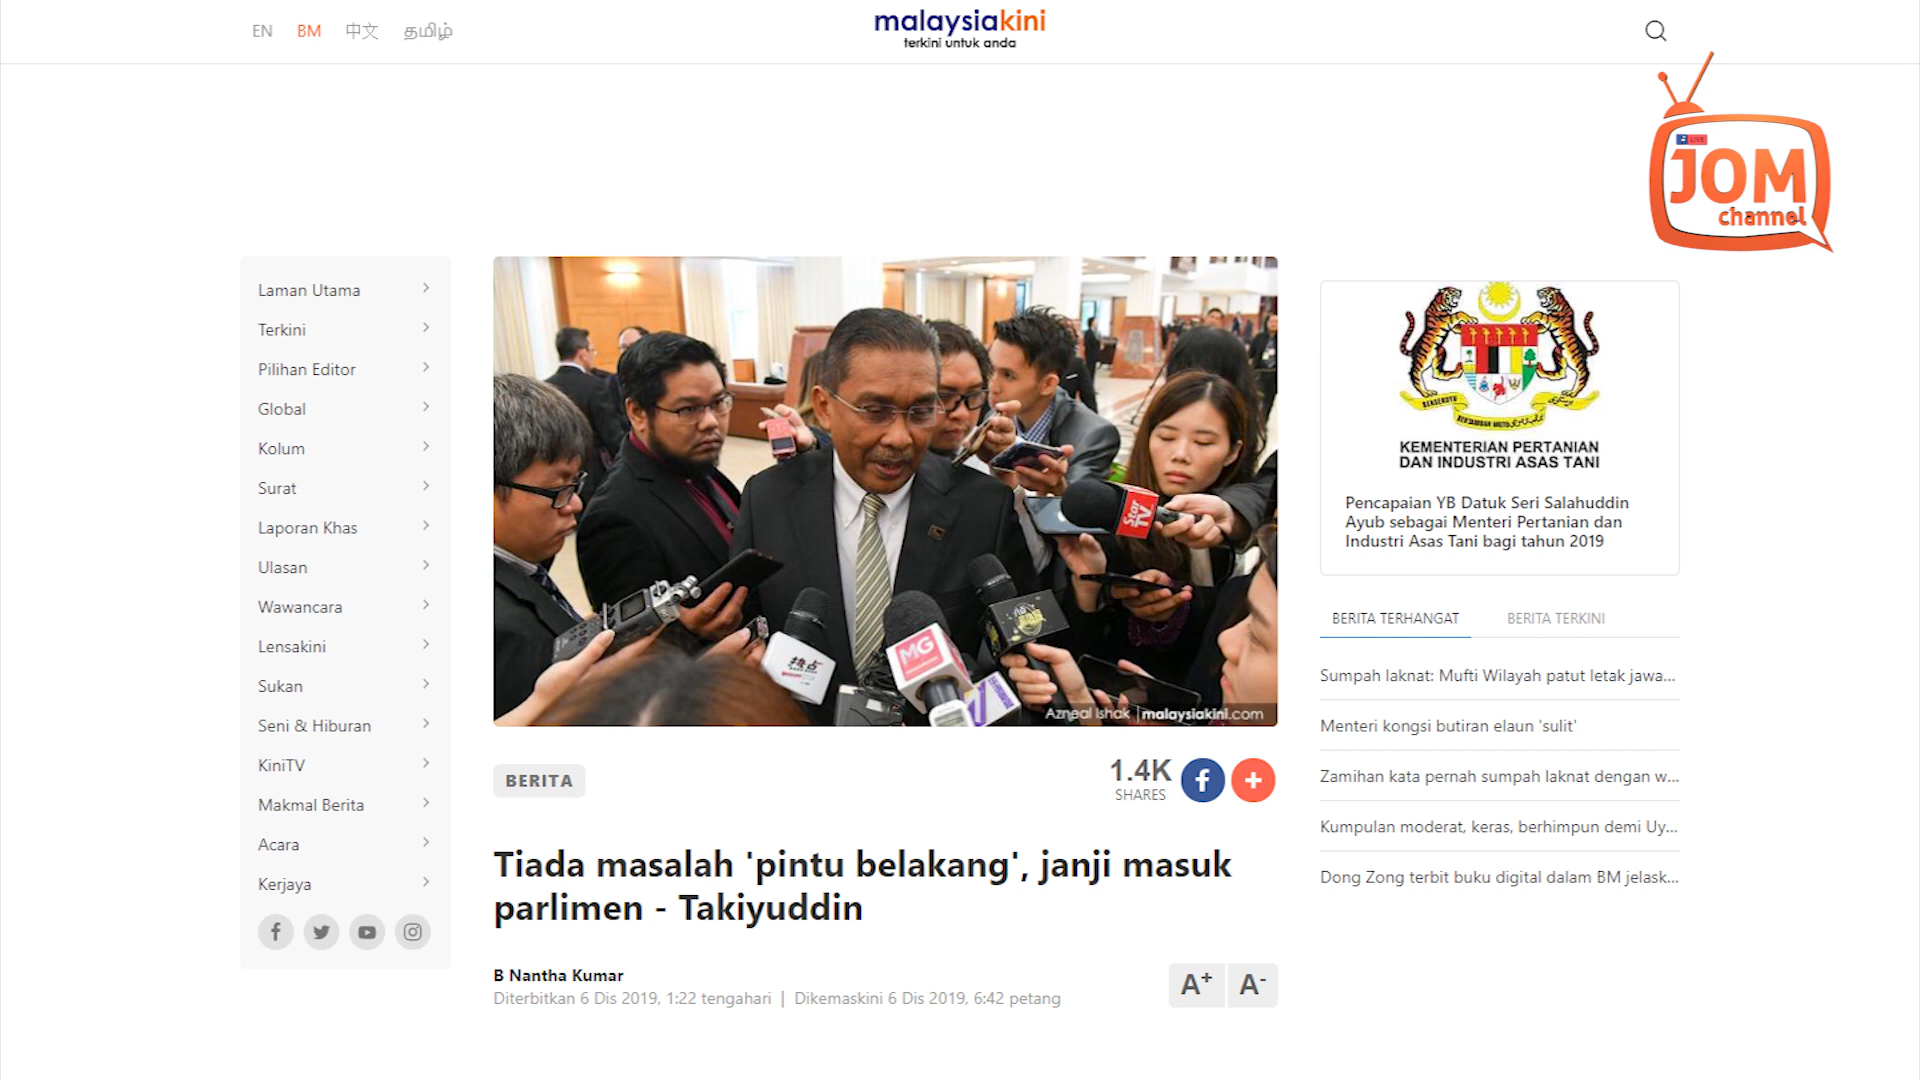 EN BM 中文 தமிழ்
malaysiakini
terkini untuk anda
LIVE
JOM
channel
Laman Utama
Terkini
Pilihan Editor
Global
Kolum
Surat
Laporan Khas
Ulasan
Wawancara
Lensakini
Sukan
Seni & Hiburan
KiniTV
Makmal Berita
Acara
Kerjaya
Star TV
MG
热点
Azneal Ishak | malaysiakini.com
BERITA
1.4K
SHARES
Tiada masalah 'pintu belakang', janji masuk
parlimen - Takiyuddin
B Nantha Kumar
Diterbitkan 6 Dis 2019, 1:22 tengahari | Dikemaskini 6 Dis 2019, 6:42 petang
A+ A-
KEMENTERIAN PERTANIAN
DAN INDUSTRI ASAS TANI
Pencapaian YB Datuk Seri Salahuddin
Ayub sebagai Menteri Pertanian dan
Industri Asas Tani bagi tahun 2019
BERITA TERHANGAT BERITA TERKINI
Sumpah laknat: Mufti Wilayah patut letak jawa...
Menteri kongsi butiran elaun 'sulit'
Zamihan kata pernah sumpah laknat dengan w...
Kumpulan moderat, keras, berhimpun demi Uy...
Dong Zong terbit buku digital dalam BM jelask...